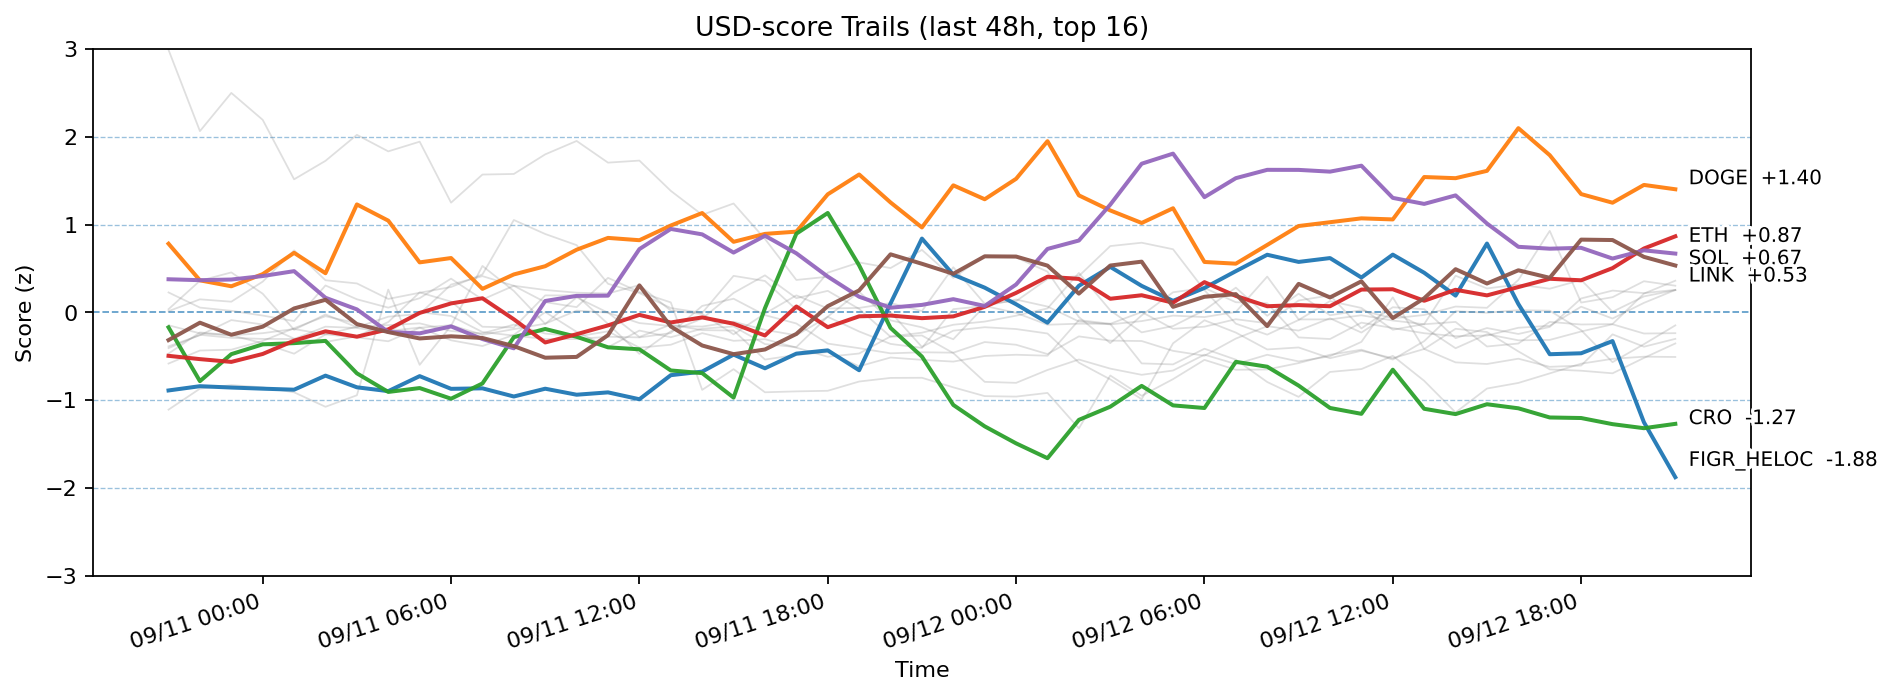 USD-score Trails (last 48h, top 16)
Score (z)
3
2
1
0
−1
−2
−3
DOGE +1.40
ETH +0.87
SOL +0.67
LINK +0.53
CRO -1.27
FIGR_HELOC -1.88
09/11 00:00
09/11 06:00
09/11 12:00
09/11 18:00
09/12 00:00
09/12 06:00
09/12 12:00
09/12 18:00
Time